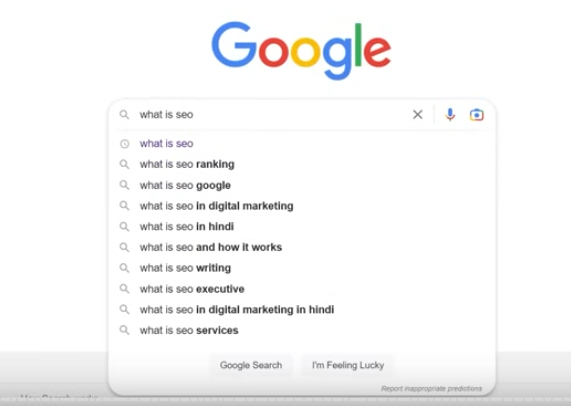 Google
what is seo
what is seo
what is seo ranking
what is seo google
what is seo in digital marketing
what is seo in hindi
what is seo and how it works
what is seo writing
what is seo executive
what is seo in digital marketing in hindi
what is seo services
Google Search I'm Feeling Lucky
Report inappropriate predictions